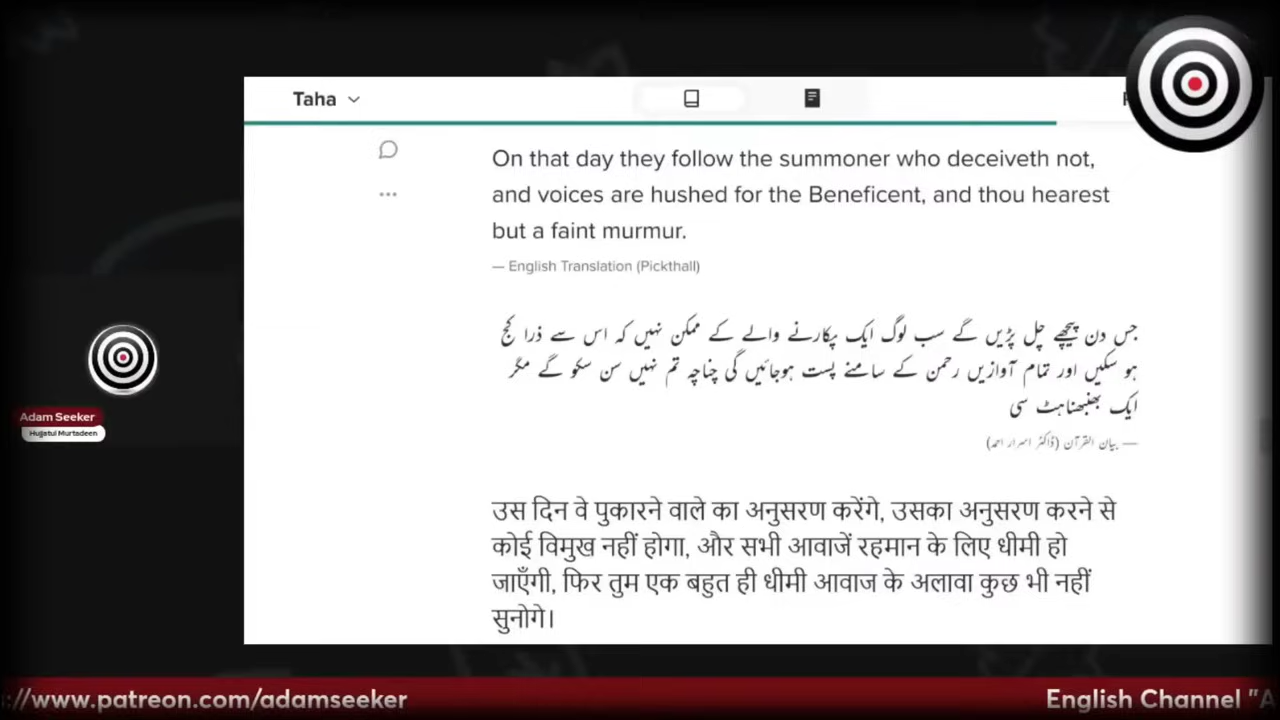 Taha
On that day they follow the summoner who deceiveth not,
and voices are hushed for the Beneficent, and thou hearest
but a faint murmur.
— English Translation (Pickthall)
جس دن پیچھے چل پڑیں گے سب لوگ ایک پکارنے والے کے ممکن نہیں کہ اس سے ذرا کج
ہو سکیں اور تمام آوازیں رحمن کے سامنے پست ہوجائیں گی چناچہ تم نہیں سن سکو گے مگر
ایک بھنبھناہٹ سی
— بیان القرآن (ڈاکٹر اسرار احمد)
उस दिन वे पुकारने वाले का अनुसरण करेंगे, उसका अनुसरण करने से
कोई विमुख नहीं होगा, और सभी आवाजें रहमान के लिए धीमी हो
जाएँगी, फिर तुम एक बहुत ही धीमी आवाज के अलावा कुछ भी नहीं
सुनोगे।
Adam Seeker
Hujjatul Murtadeen
://www.patreon.com/adamseeker
English Channel "A